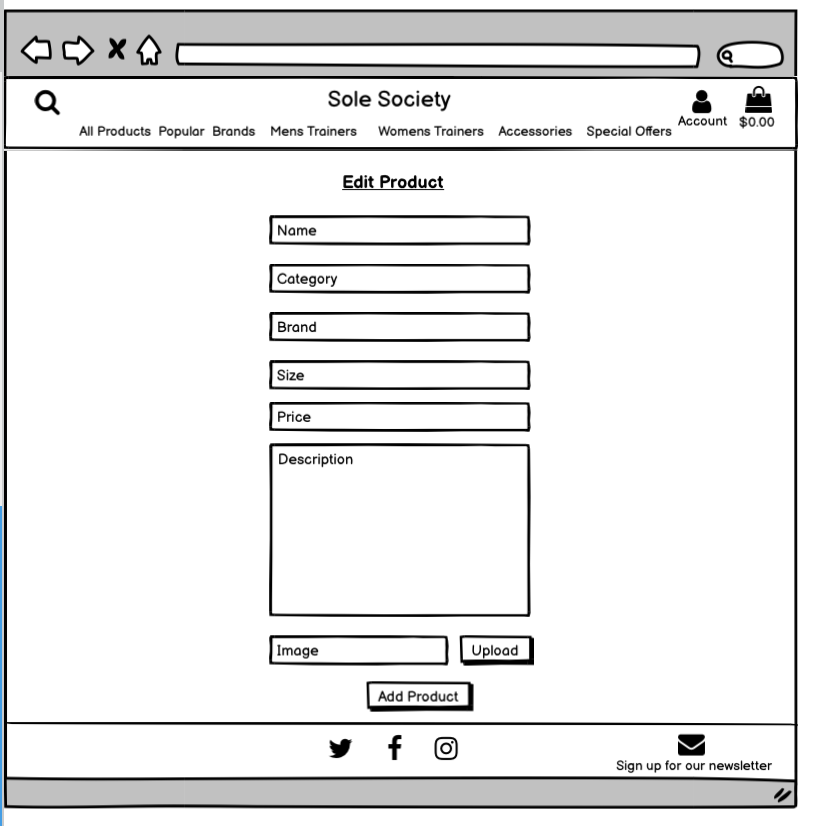 Sole Society
All Products Popular Brands Mens Trainers Womens Trainers Accessories Special Offers
Account $0.00
Edit Product
Name
Category
Brand
Size
Price
Description
Image Upload
Add Product
Sign up for our newsletter